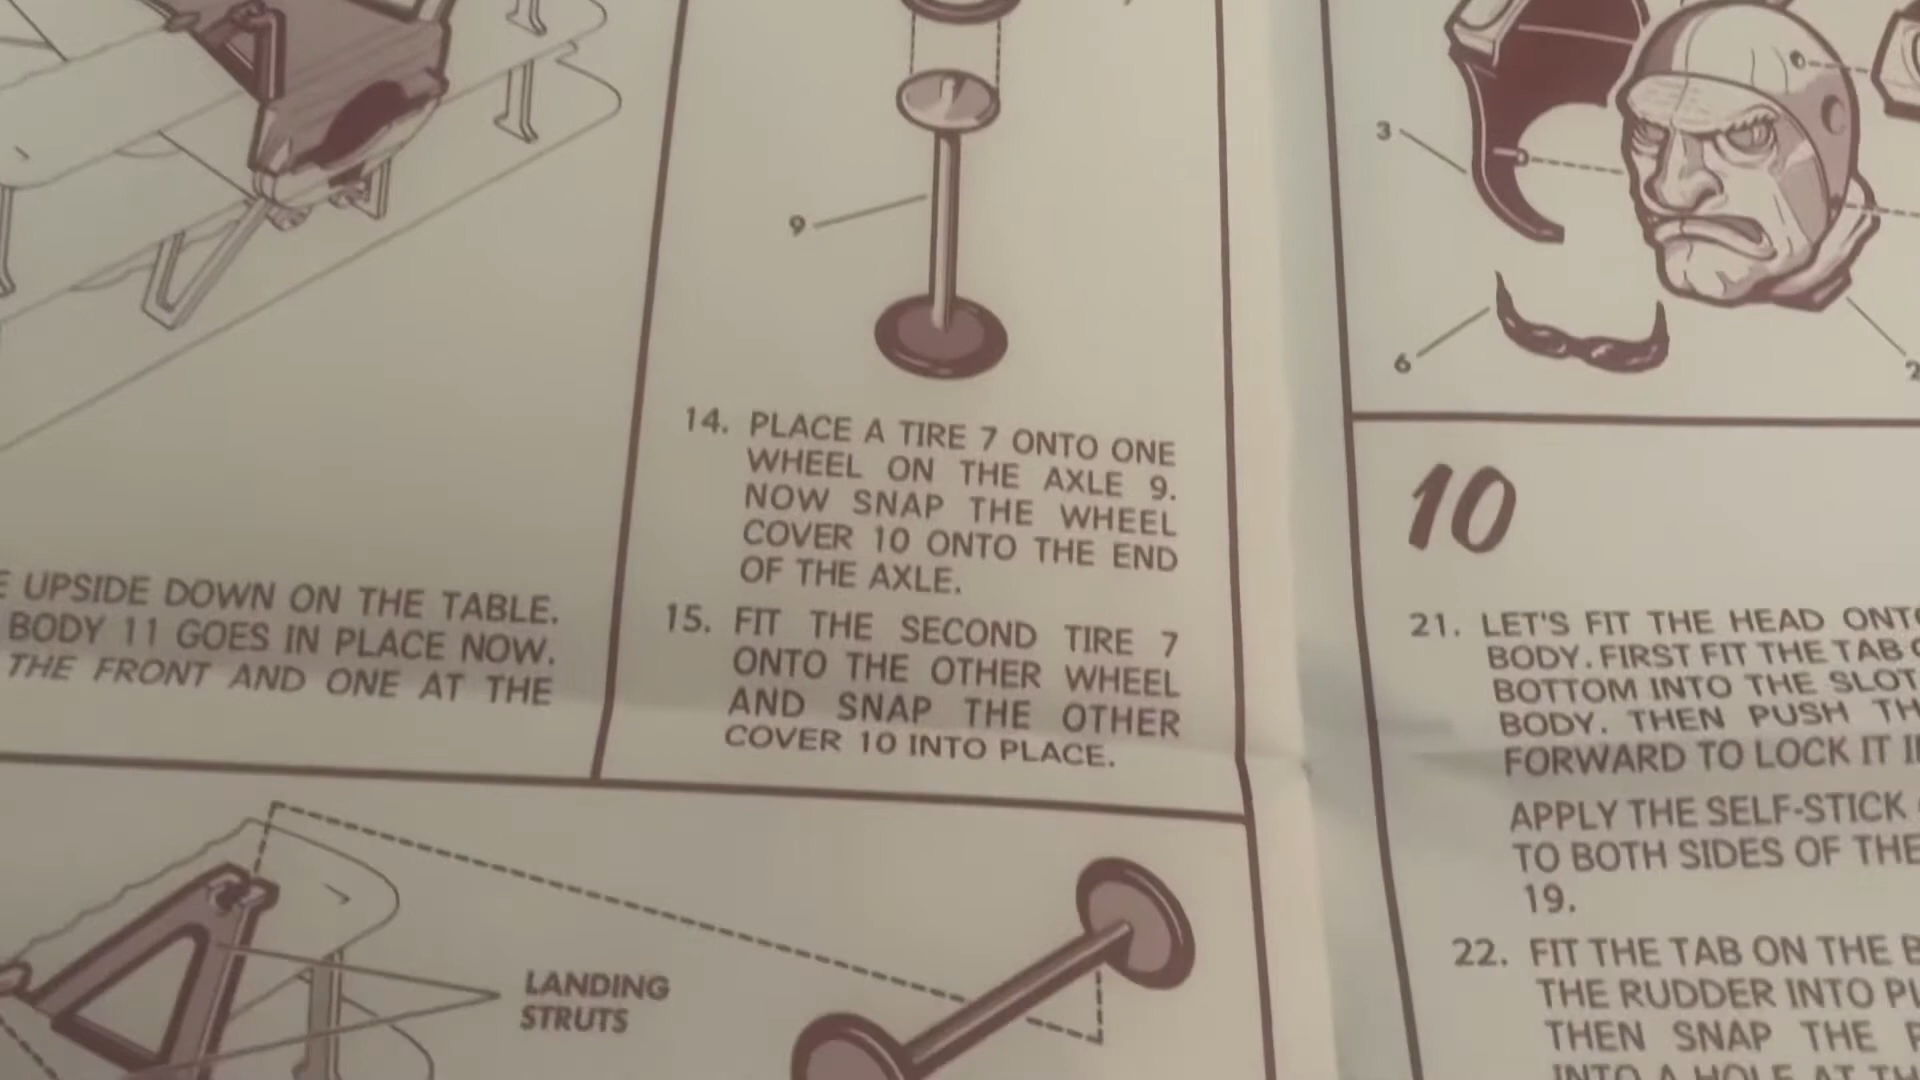 9
14. PLACE A TIRE 7 ONTO ONE
WHEEL ON THE AXLE 9.
NOW SNAP THE WHEEL
COVER 10 ONTO THE END
OF THE AXLE.
15. FIT THE SECOND TIRE 7
ONTO THE OTHER WHEEL
AND SNAP THE OTHER
COVER 10 INTO PLACE.
UPSIDE DOWN ON THE TABLE.
BODY 11 GOES IN PLACE NOW.
THE FRONT AND ONE AT THE
LANDING
STRUTS
3
6
2
10
21. LET'S FIT THE HEAD
BODY. FIRST FIT THE TAB
BOTTOM INTO THE SLOT
BODY. THEN PUSH
FORWARD TO LOCK IT
APPLY THE SELF-STICK
TO BOTH SIDES OF THE
19.
22. FIT THE TAB ON THE
THE RUDDER INTO
THEN SNAP THE
INTO A HOLE AT